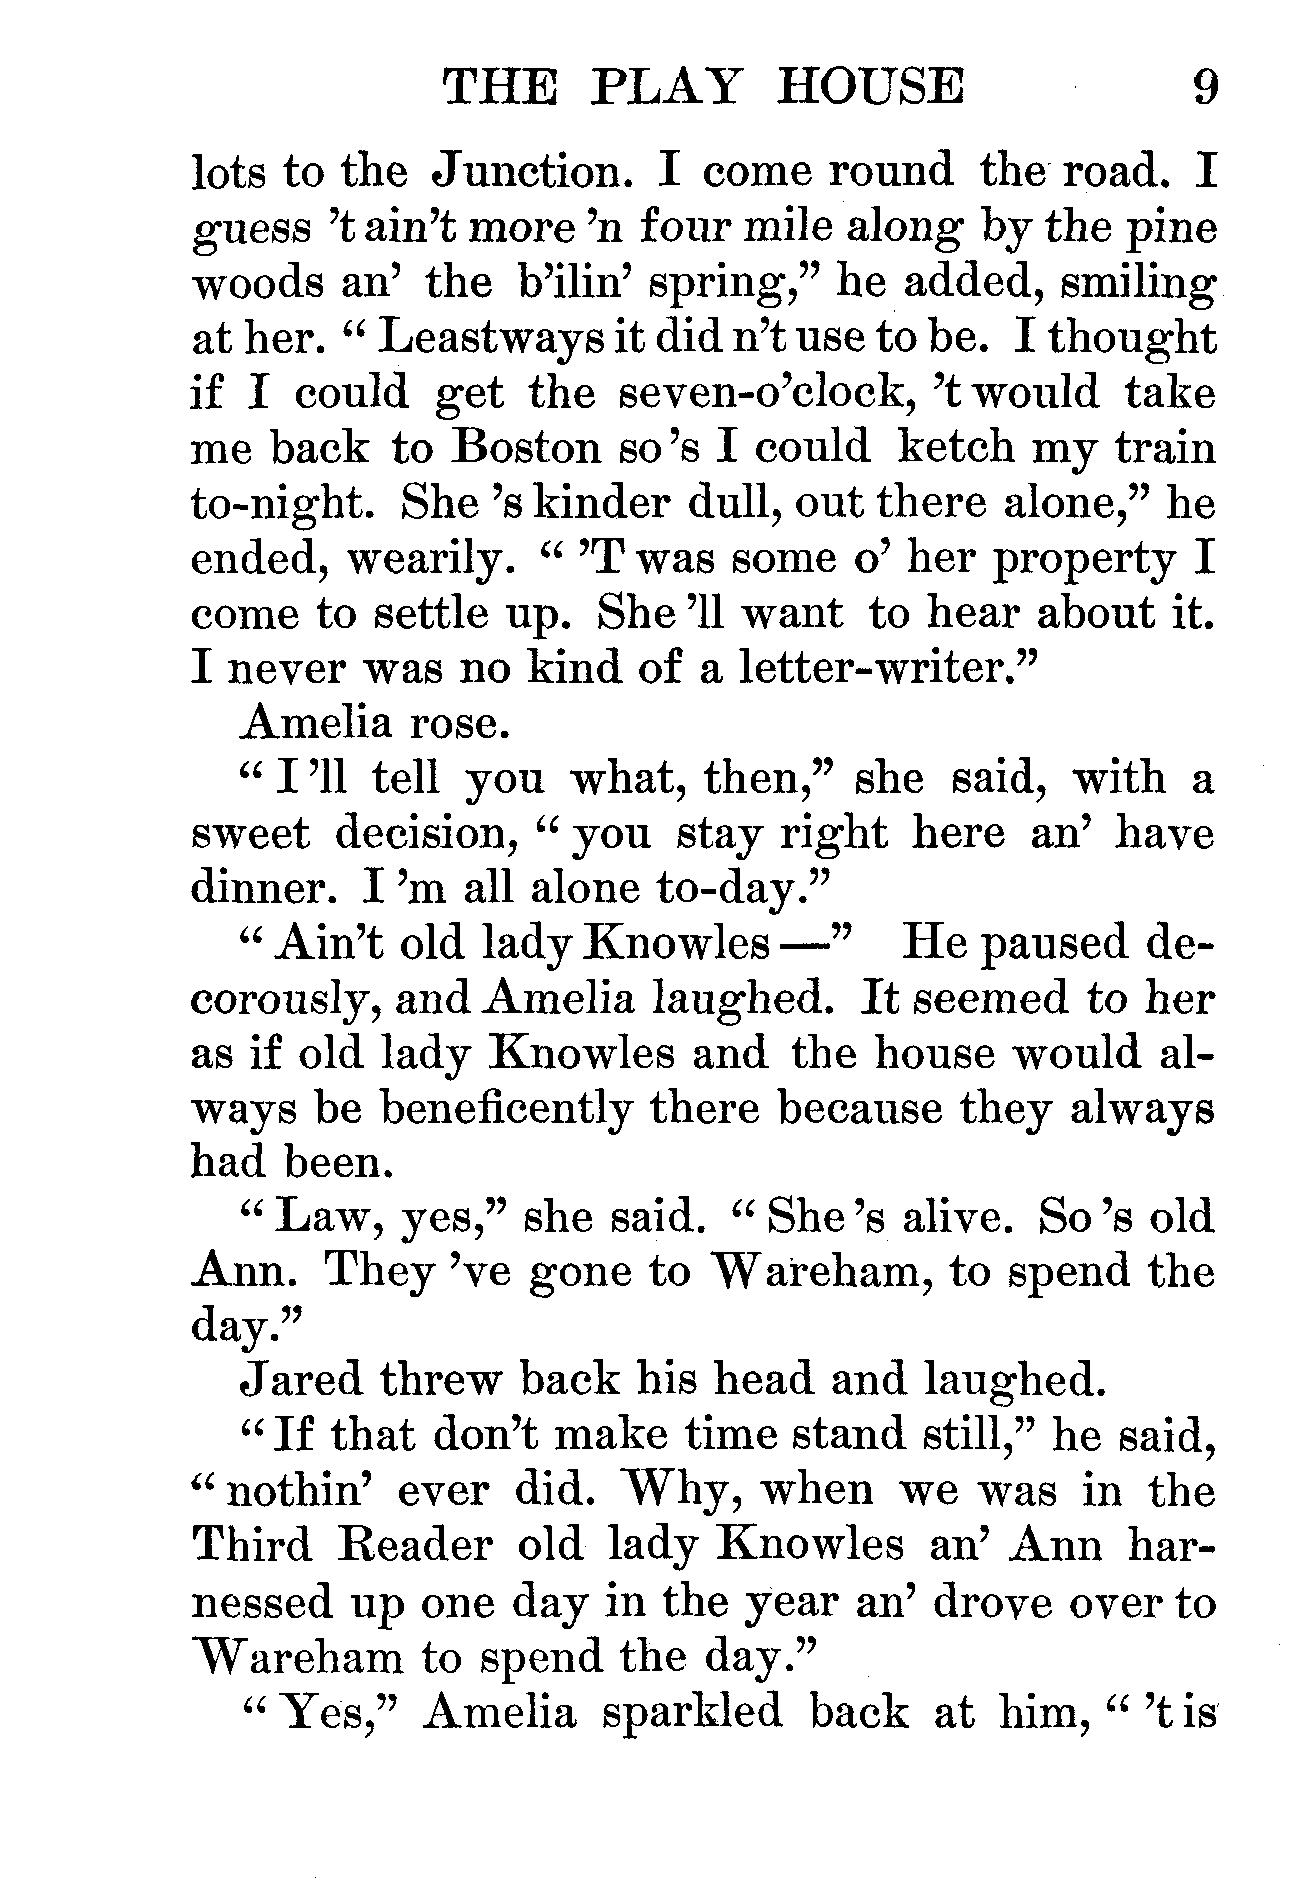 THE PLAY HOUSE 9
lots to the Junction. I come round the road. I
guess 't ain't more 'n four mile along by the pine
woods an' the b'ilin' spring," he added, smiling
at her. " Leastways it did n't use to be. I thought
if I could get the seven-o'clock, 't would take
me back to Boston so 's I could ketch my train
to-night. She 's kinder dull, out there alone," he
ended, wearily. " 'T was some o' her property I
come to settle up. She 'll want to hear about it.
I never was no kind of a letter-writer."
Amelia rose.
" I 'll tell you what, then," she said, with a
sweet decision, " you stay right here an' have
dinner. I 'm all alone to-day."
" Ain't old lady Knowles —" He paused de-
corously, and Amelia laughed. It seemed to her
as if old lady Knowles and the house would al-
ways be beneficently there because they always
had been.
" Law, yes," she said. " She 's alive. So 's old
Ann. They 've gone to Wareham, to spend the
day."
Jared threw back his head and laughed.
" If that don't make time stand still," he said,
" nothin' ever did. Why, when we was in the
Third Reader old lady Knowles an' Ann har-
nessed up one day in the year an' drove over to
Wareham to spend the day."
" Yes," Amelia sparkled back at him, " 't is